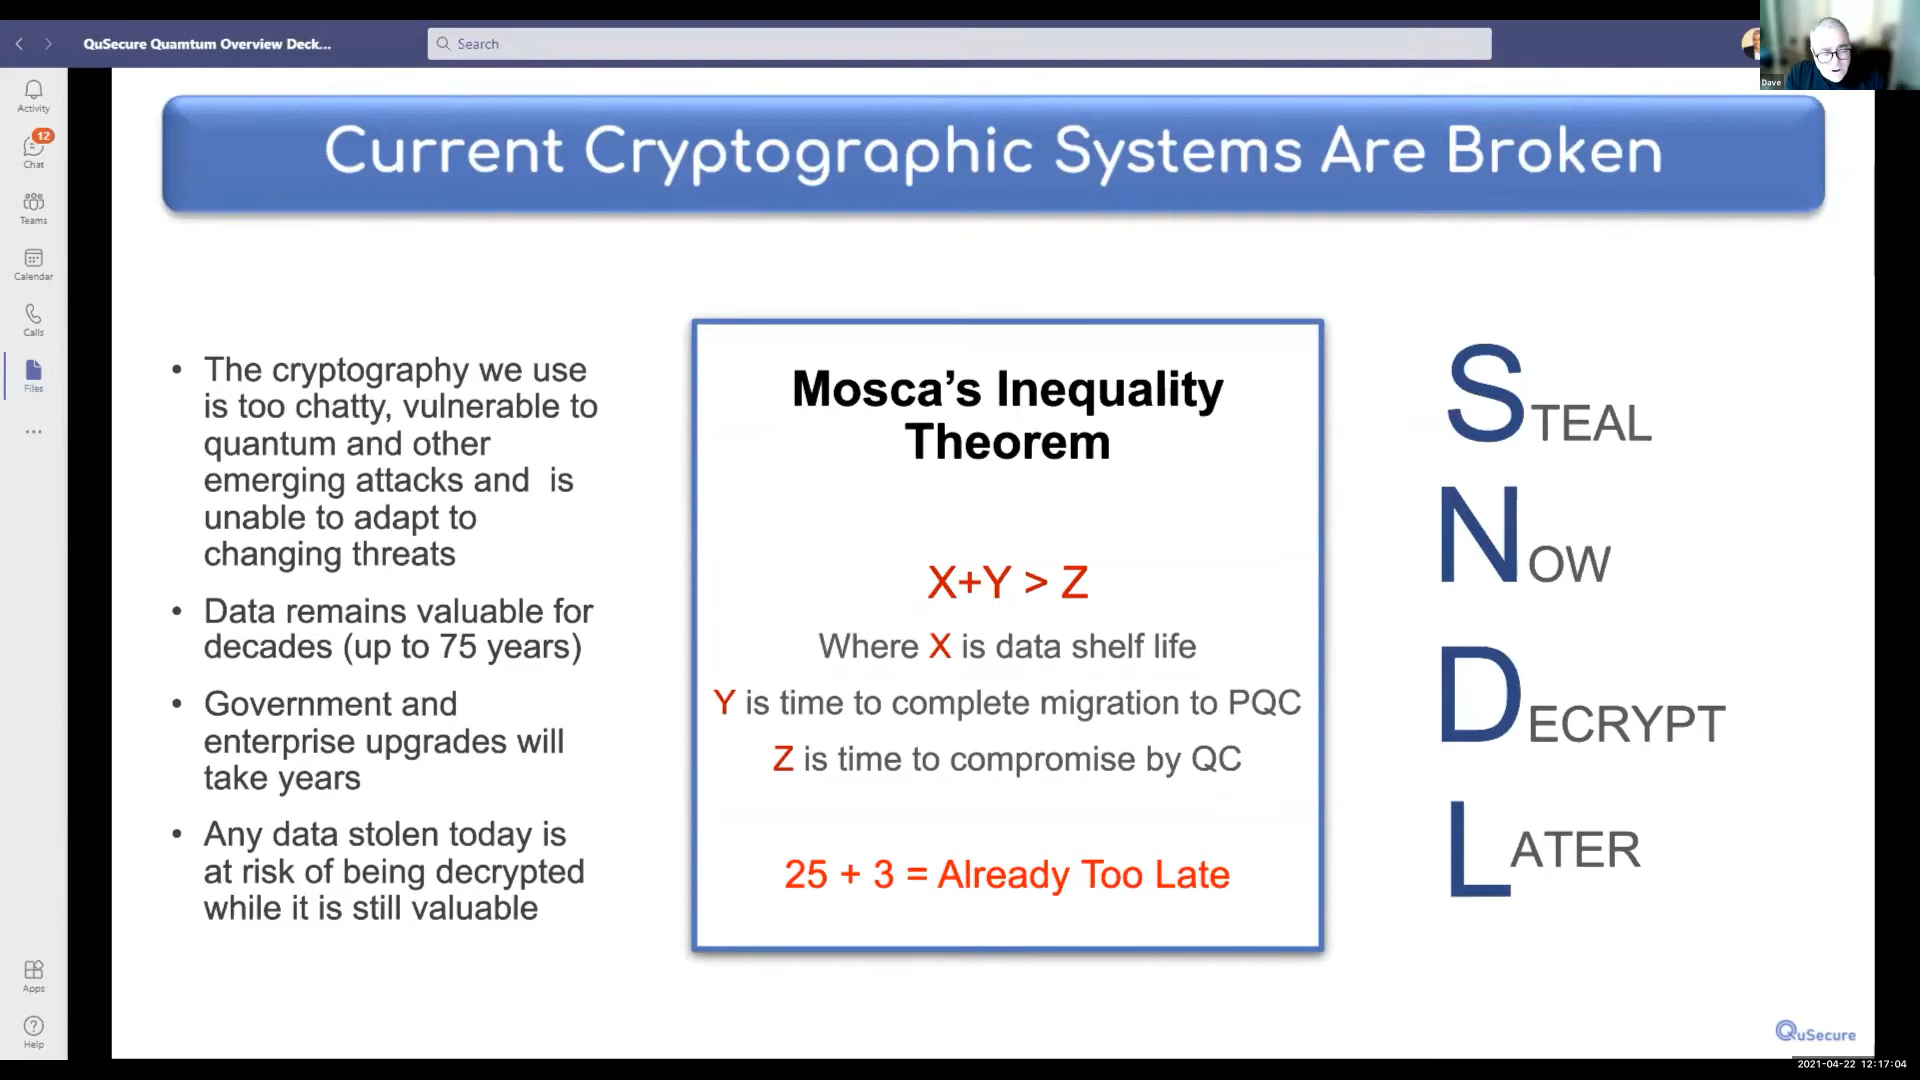 QuSecure Quamtum Overview Deck...
Search
Dave
Activity
12
Chat
Teams
Calendar
Calls
Files
Apps
Help
Current Cryptographic Systems Are Broken
• The cryptography we use
is too chatty, vulnerable to
quantum and other
emerging attacks and  is
unable to adapt to
changing threats
• Data remains valuable for
decades (up to 75 years)
• Government and
enterprise upgrades will
take years
• Any data stolen today is
at risk of being decrypted
while it is still valuable
Mosca’s Inequality
Theorem
X+Y > Z
Where X is data shelf life
Y is time to complete migration to PQC
Z is time to compromise by QC
25 + 3 = Already Too Late
STEAL
NOW
DECRYPT
LATER
QuSecure
2021-04-22 12:17:04